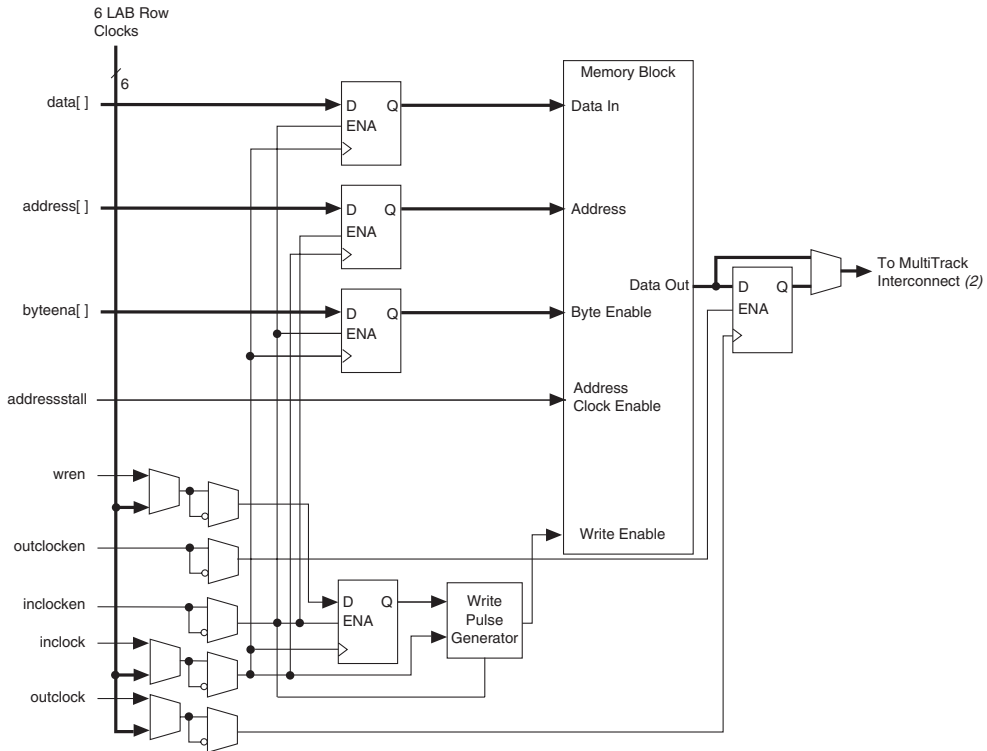 6 LAB Row
Clocks
6
data[ ]
D Q
ENA
Memory Block
Data In
address[ ]
D Q
ENA
Address
byteena[ ]
D Q
ENA
Byte Enable
Data Out
D Q
ENA
To MultiTrack
Interconnect (2)
addressstall
Address
Clock Enable
wren
outclocken
Write Enable
inclocken
D Q
ENA
Write
Pulse
Generator
inclock
outclock